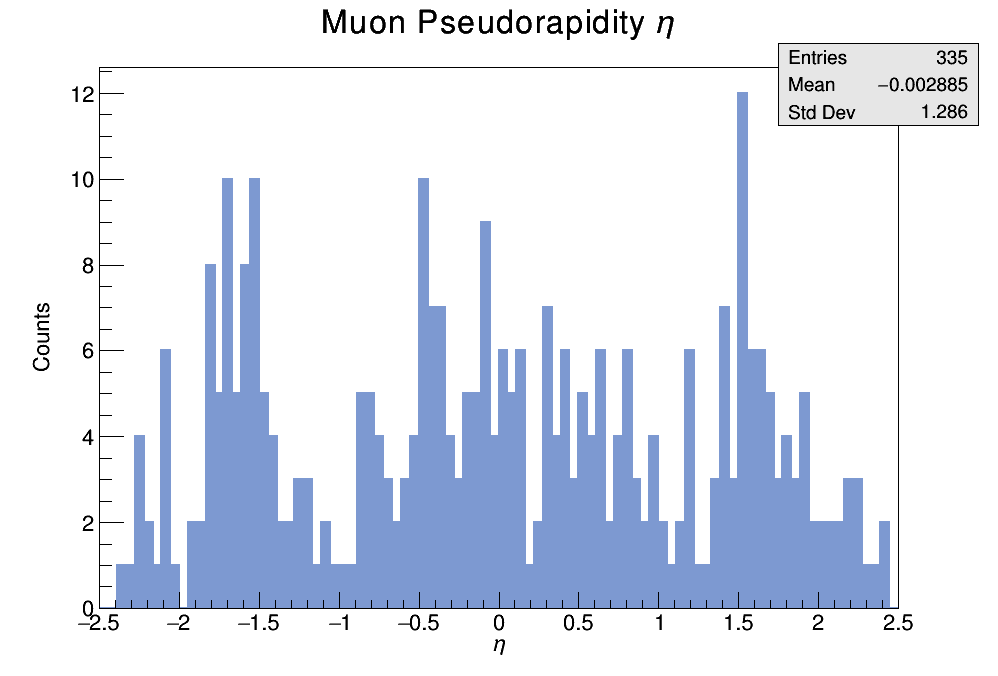 Muon Pseudorapidity η
Entries 335
Mean −0.002885
Std Dev 1.286
12
10
8
6
4
2
0
Counts
−2.5 −2 −1.5 −1 −0.5 0 0.5 1 1.5 2 2.5
η